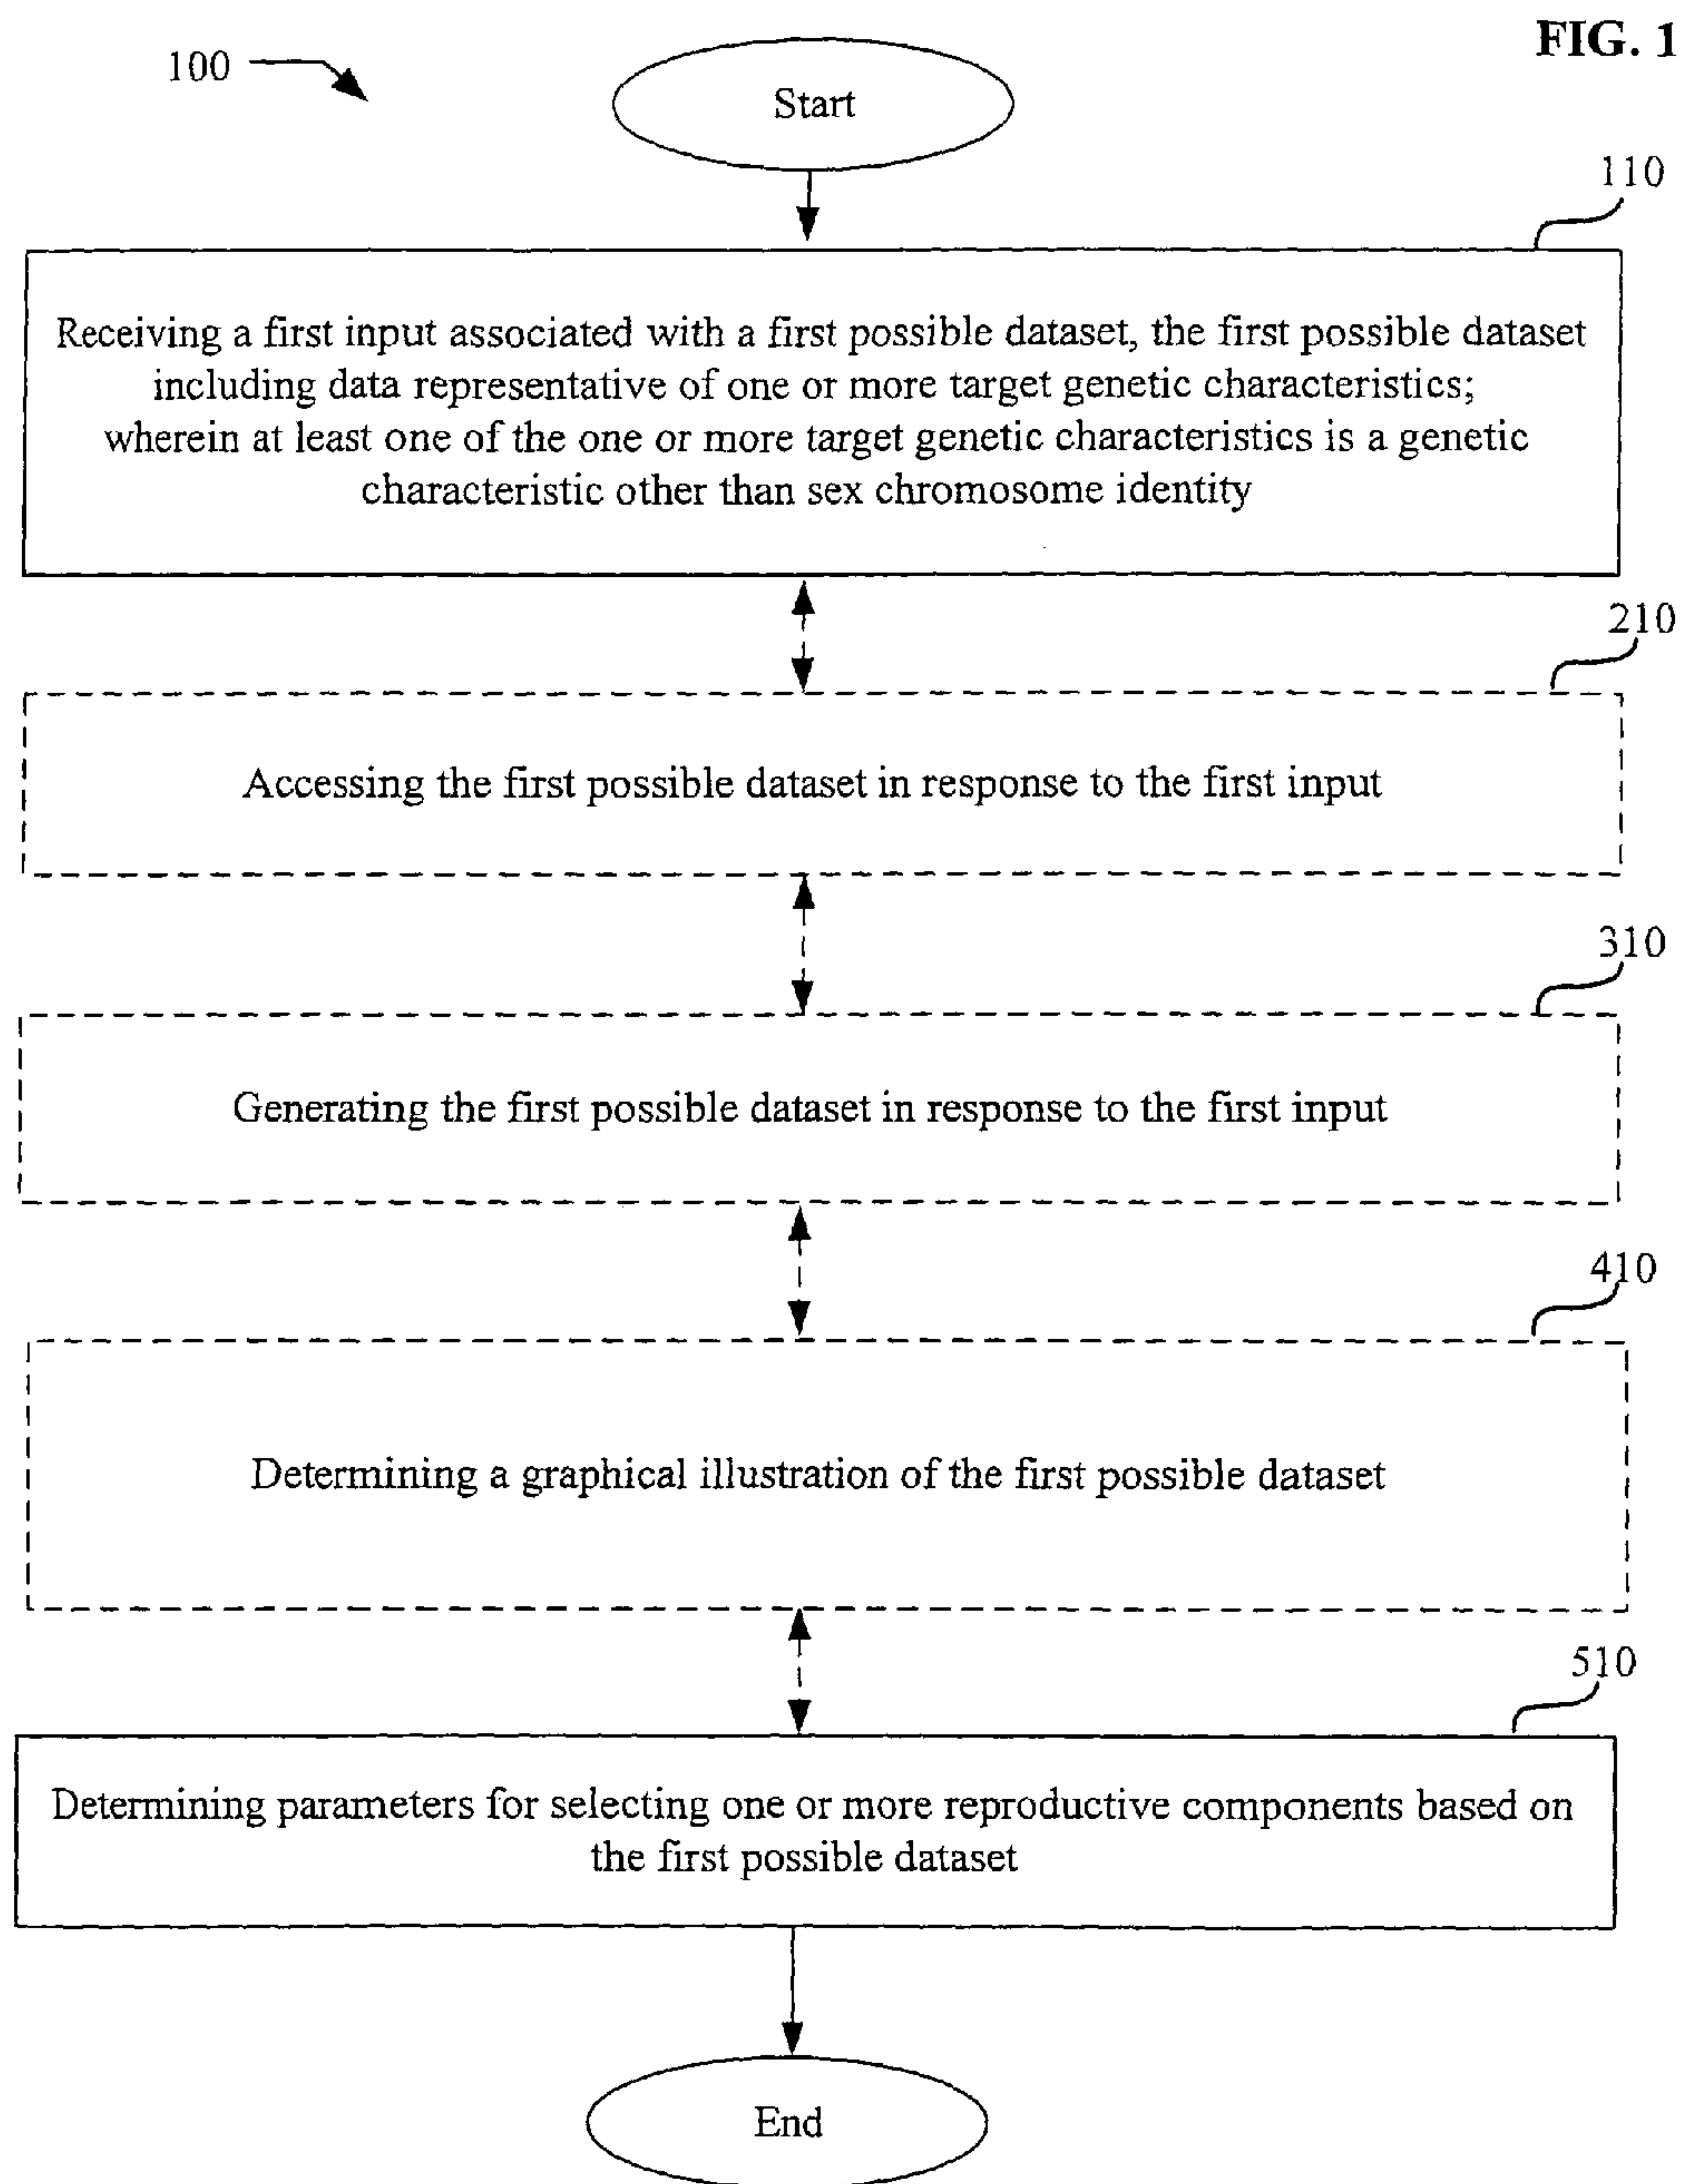 FIG. 1
100
Start
110
Receiving a first input associated with a first possible dataset, the first possible dataset
including data representative of one or more target genetic characteristics;
wherein at least one of the one or more target genetic characteristics is a genetic
characteristic other than sex chromosome identity
210
Accessing the first possible dataset in response to the first input
310
Generating the first possible dataset in response to the first input
410
Determining a graphical illustration of the first possible dataset
510
Determining parameters for selecting one or more reproductive components based on
the first possible dataset
End